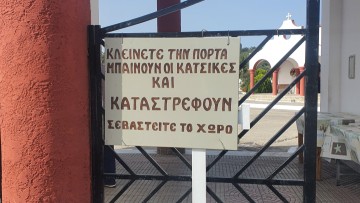 ΚΛΕΙΝΕΤΕ ΤΗΝ ΠΟΡΤΑ
ΜΠΑΙΝΟΥΝ ΟΙ ΚΑΤΣΙΚΕΣ
ΚΑΙ
ΚΑΤΑΣΤΡΕΦΟΥΝ
ΣΕΒΑΣΤΕΙΤΕ ΤΟ ΧΩΡΟ